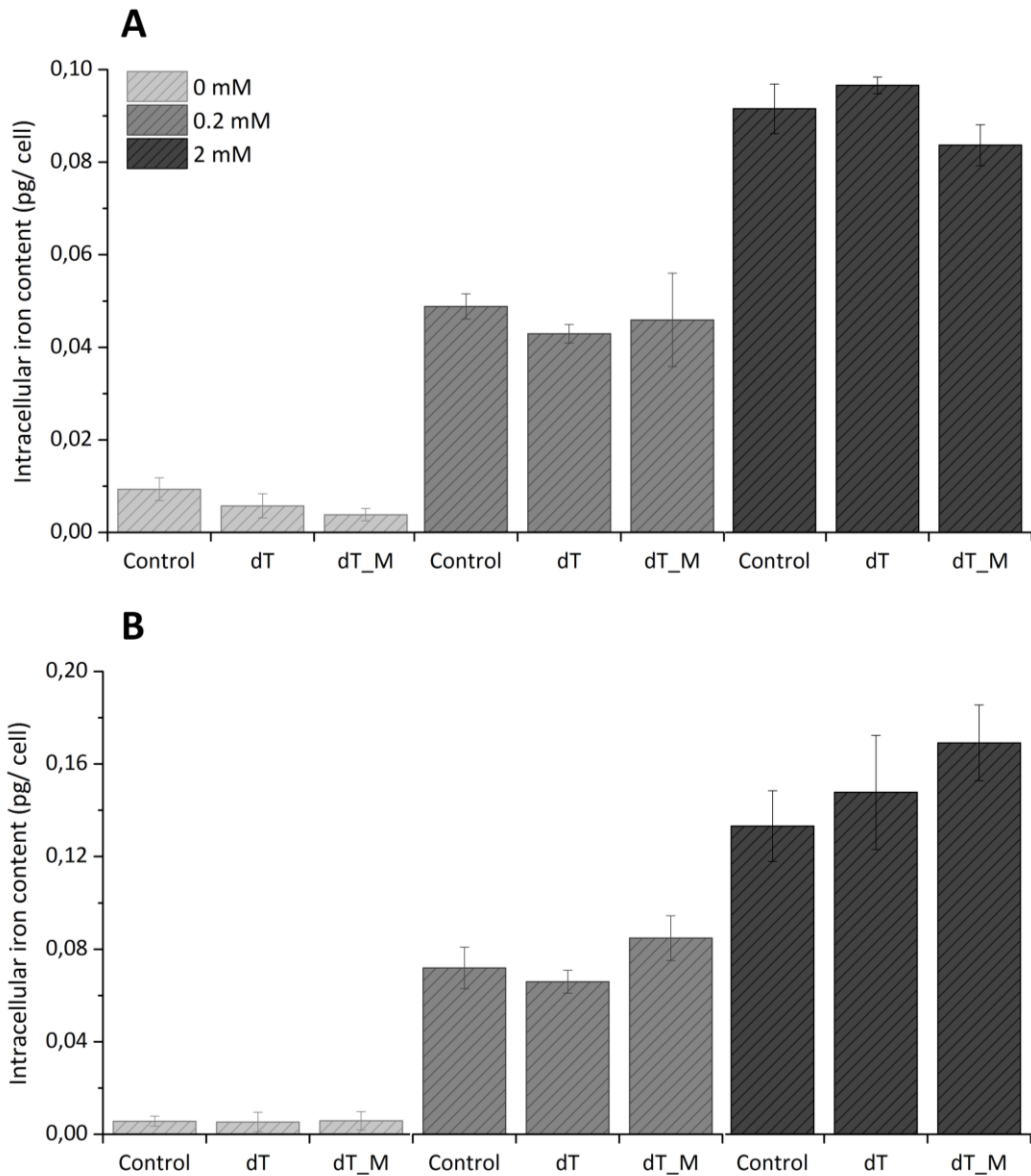 A
Intracellular iron content (pg/ cell)
0,10
0,08
0,06
0,04
0,02
0,00
0 mM
0.2 mM
2 mM
Control dT dT_M Control dT dT_M Control dT dT_M
B
Intracellular iron content (pg/ cell)
0,20
0,16
0,12
0,08
0,04
0,00
Control dT dT_M Control dT dT_M Control dT dT_M